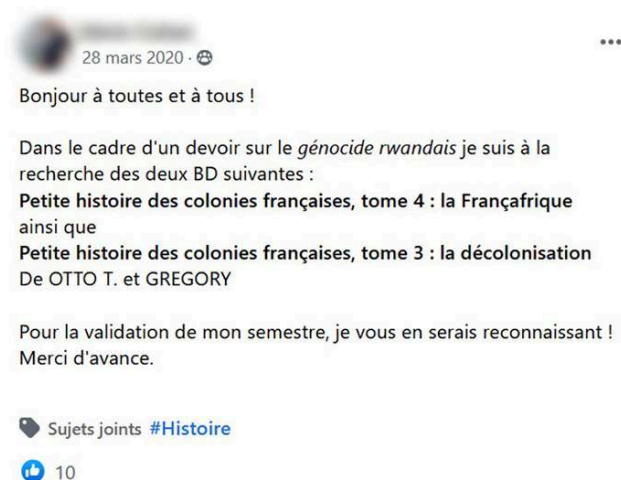 28 mars 2020 ·
Bonjour à toutes et à tous !
Dans le cadre d'un devoir sur le génocide rwandais je suis à la
recherche des deux BD suivantes :
Petite histoire des colonies françaises, tome 4 : la Françafrique
ainsi que
Petite histoire des colonies françaises, tome 3 : la décolonisation
De OTTO T. et GREGORY
Pour la validation de mon semestre, je vous en serais reconnaissant !
Merci d'avance.
Sujets joints #Histoire
10